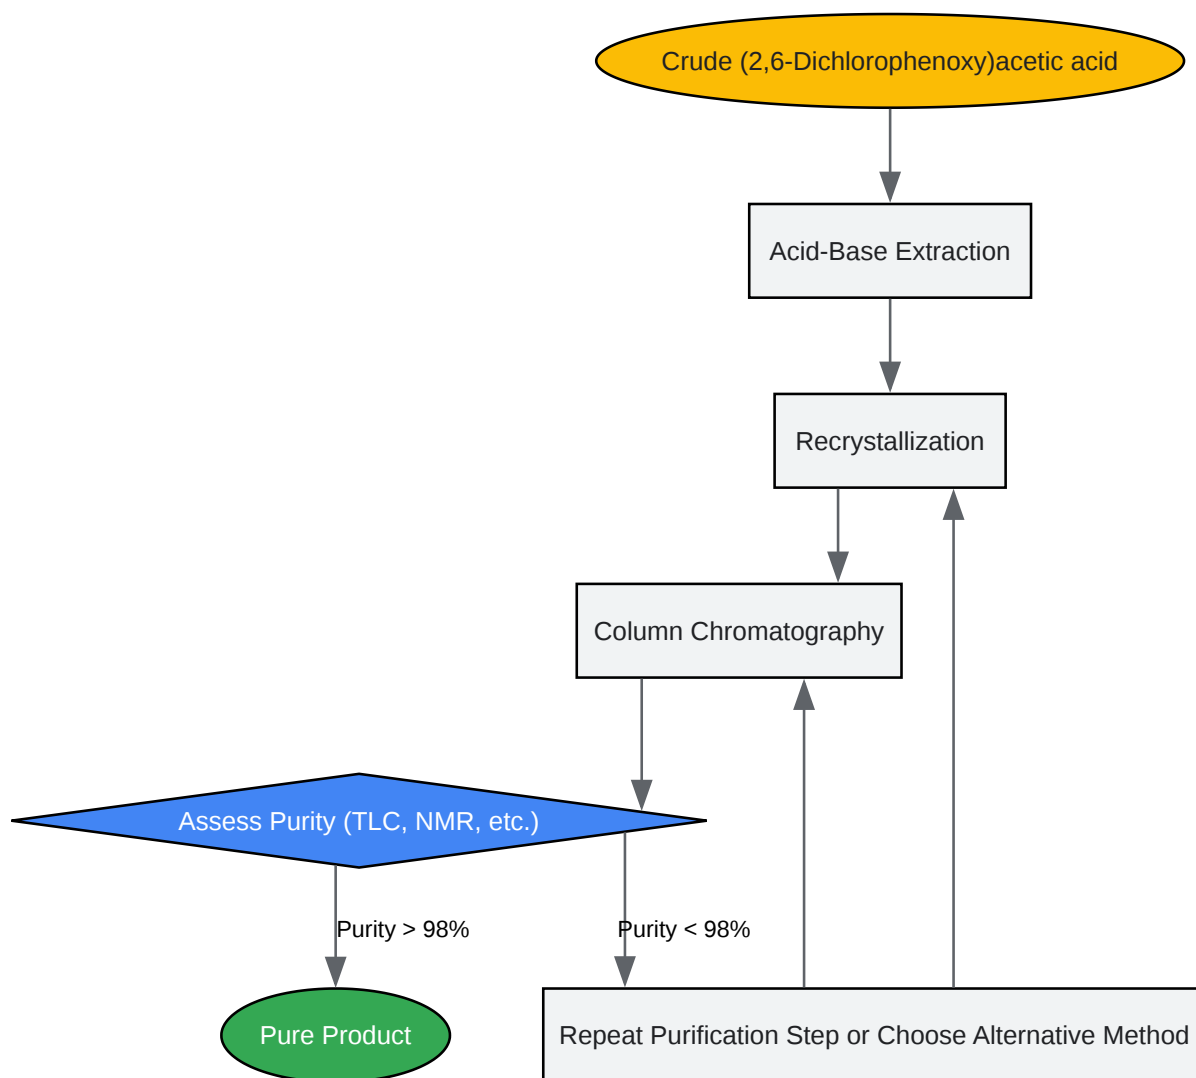 Crude (2,6-Dichlorophenoxy)acetic acid
Acid-Base Extraction
Recrystallization
Column Chromatography
Assess Purity (TLC, NMR, etc.)
Purity > 98%
Purity < 98%
Pure Product
Repeat Purification Step or Choose Alternative Method